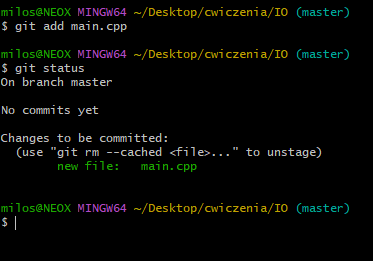 milos@NEOX MINGW64 ~/Desktop/cwiczenia/IO (master)
$ git add main.cpp
milos@NEOX MINGW64 ~/Desktop/cwiczenia/IO (master)
$ git status
On branch master
No commits yet
Changes to be committed:
  (use "git rm --cached <file>..." to unstage)
        new file:   main.cpp
milos@NEOX MINGW64 ~/Desktop/cwiczenia/IO (master)
$